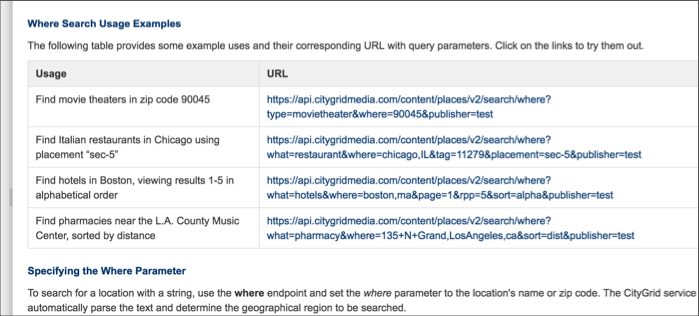 Where Search Usage Examples
The following table provides some example uses and their corresponding URL with query parameters. Click on the links to try them out.
Usage
URL
Find movie theaters in zip code 90045
https://api.citygridmedia.com/content/places/v2/search/where?
type=movietheater&where=90045&publisher=test
Find Italian restaurants in Chicago using
placement "sec-5"
https://api.citygridmedia.com/content/places/v2/search/where?
what=restaurant&where=chicago,IL&tag=11279&placement=sec-5&publisher=test
Find hotels in Boston, viewing results 1-5 in
alphabetical order
https://api.citygridmedia.com/content/places/v2/search/where?
what=hotels&where=boston,ma&page=1&rpp=5&sort=alpha&publisher=test
Find pharmacies near the L.A. County Music
Center, sorted by distance
https://api.citygridmedia.com/content/places/v2/search/where?
what=pharmacy&where=135+N+Grand,LosAngeles,ca&sort=dist&publisher=test
Specifying the Where Parameter
To search for a location with a string, use the where endpoint and set the where parameter to the location's name or zip code. The CityGrid service
automatically parse the text and determine the geographical region to be searched.